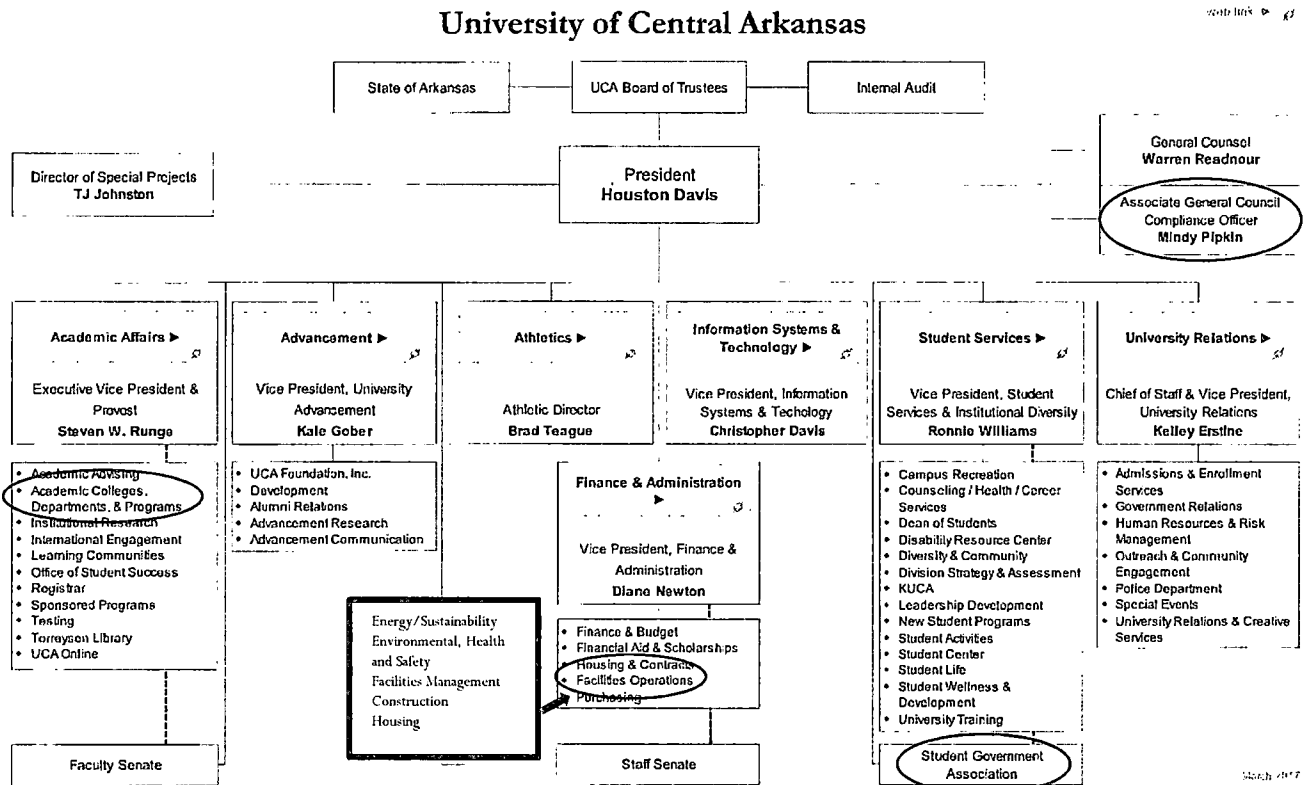 University of Central Arkansas
web link ►
State of Arkansas
UCA Board of Trustees
Internal Audit
Director of Special Projects
TJ Johnston
President
Houston Davis
General Counsel
Warren Readnour
Associate General Council
Compliance Officer
Mindy Pipkin
Academic Affairs ►
Executive Vice President &
Provost
Steven W. Runge
Advancement ►
Vice President, University
Advancement
Kale Gober
Athletics ►
Athletic Director
Brad Teague
Information Systems &
Technology ►
Vice President, Information
Systems & Techology
Christopher Davis
Student Services ►
Vice President, Student
Services & Institutional Diversity
Ronnie Williams
University Relations ►
Chief of Staff & Vice President,
University Relations
Kelley Erstine
• Academic Advising
• Academic Colleges,
Departments, & Programs
• Institutional Research
• International Engagement
• Learning Communities
• Office of Student Success
• Registrar
• Sponsored Programs
• Testing
• Torreyson Library
• UCA Online
• UCA Foundation, Inc.
• Development
• Alumni Relations
• Advancement Research
• Advancement Communication
Finance & Administration
►
Vice President, Finance &
Administration
Diane Newton
• Finance & Budget
• Financial Aid & Scholarships
• Housing & Contracts
• Facilities Operations
Purchasing
Energy/Sustainability
Environmental, Health
and Safety
Facilities Management
Construction
Housing
• Campus Recreation
• Counseling / Health / Career
Services
• Dean of Students
• Disability Resource Center
• Diversity & Community
• Division Strategy & Assessment
• KUCA
• Leadership Development
• New Student Programs
• Student Activities
• Student Center
• Student Life
• Student Wellness &
Development
• University Training
• Admissions & Enrollment
Services
• Government Relations
• Human Resources & Risk
Management
• Outreach & Community
Engagement
• Police Department
• Special Events
• University Relations & Creative
Services
Faculty Senate
Staff Senate
Student Government
Association
March 2017